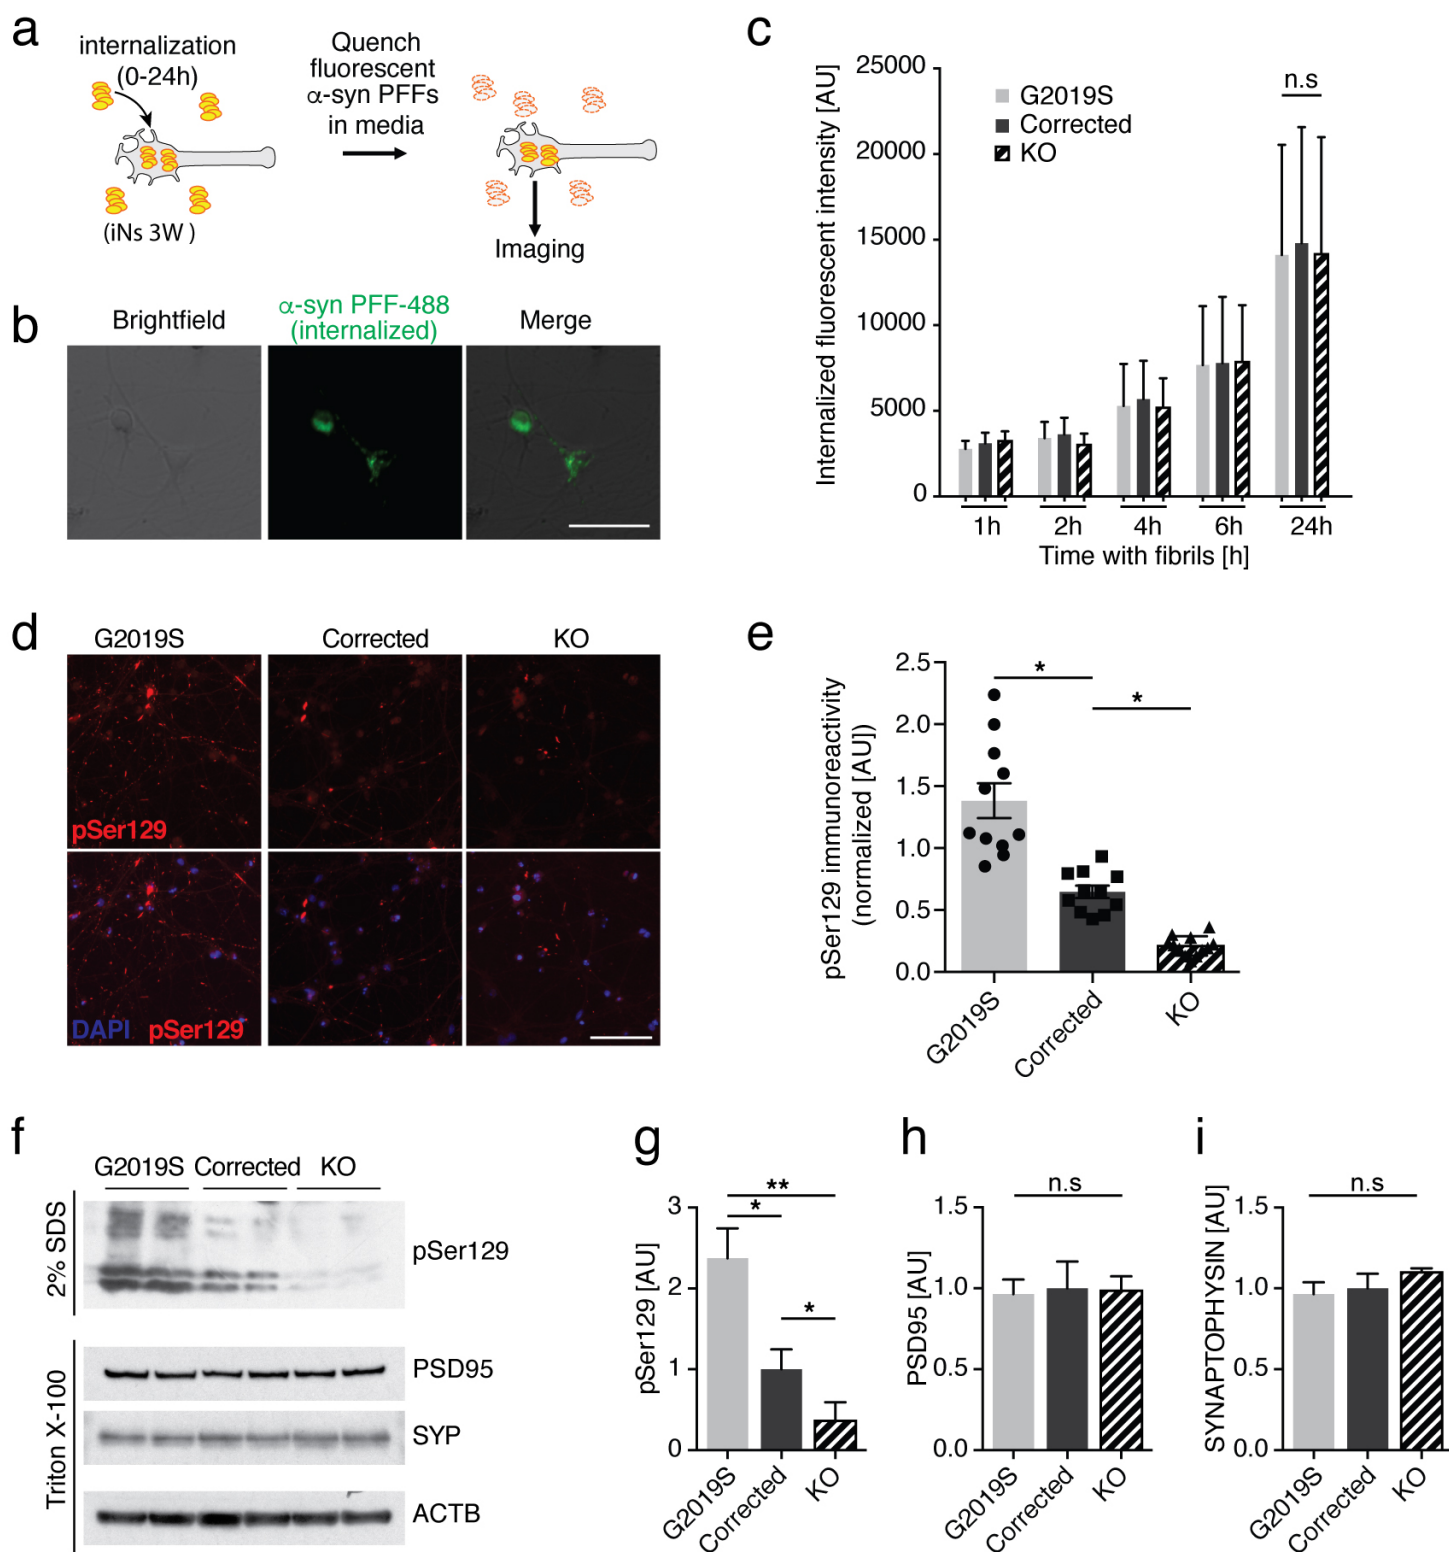 a
internalization
(0-24h)
(iNs 3W )
Quench
fluorescent
α-syn PFFs
in media
Imaging
b
Brightfield
α-syn PFF-488
(internalized)
Merge
c
Internalized fluorescent intensity [AU]
25000
20000
15000
10000
5000
0
G2019S
Corrected
KO
n.s
1h 2h 4h 6h 24h
Time with fibrils [h]
d
G2019S Corrected KO
pSer129
DAPI pSer129
e
pSer129 immunoreactivity
(normalized [AU])
2.5
2.0
1.5
1.0
0.5
0.0
*
*
G2019S
Corrected
KO
f
G2019S Corrected KO
2% SDS
pSer129
Triton X-100
PSD95
SYP
ACTB
g
pSer129 [AU]
3
2
1
0
**
*
*
G2019S
Corrected
KO
h
PSD95 [AU]
1.5
1.0
0.5
0.0
n.s
G2019S
Corrected
KO
i
SYNAPTOPHYSIN [AU]
1.5
1.0
0.5
0.0
n.s
G2019S
Corrected
KO